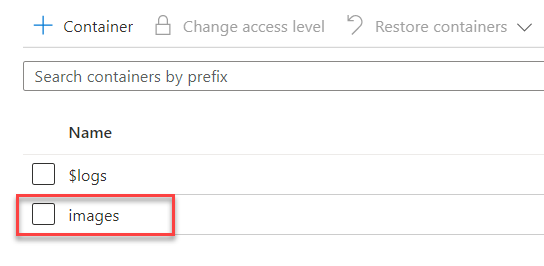 + Container Change access level Restore containers
Search containers by prefix
Name
$logs
images